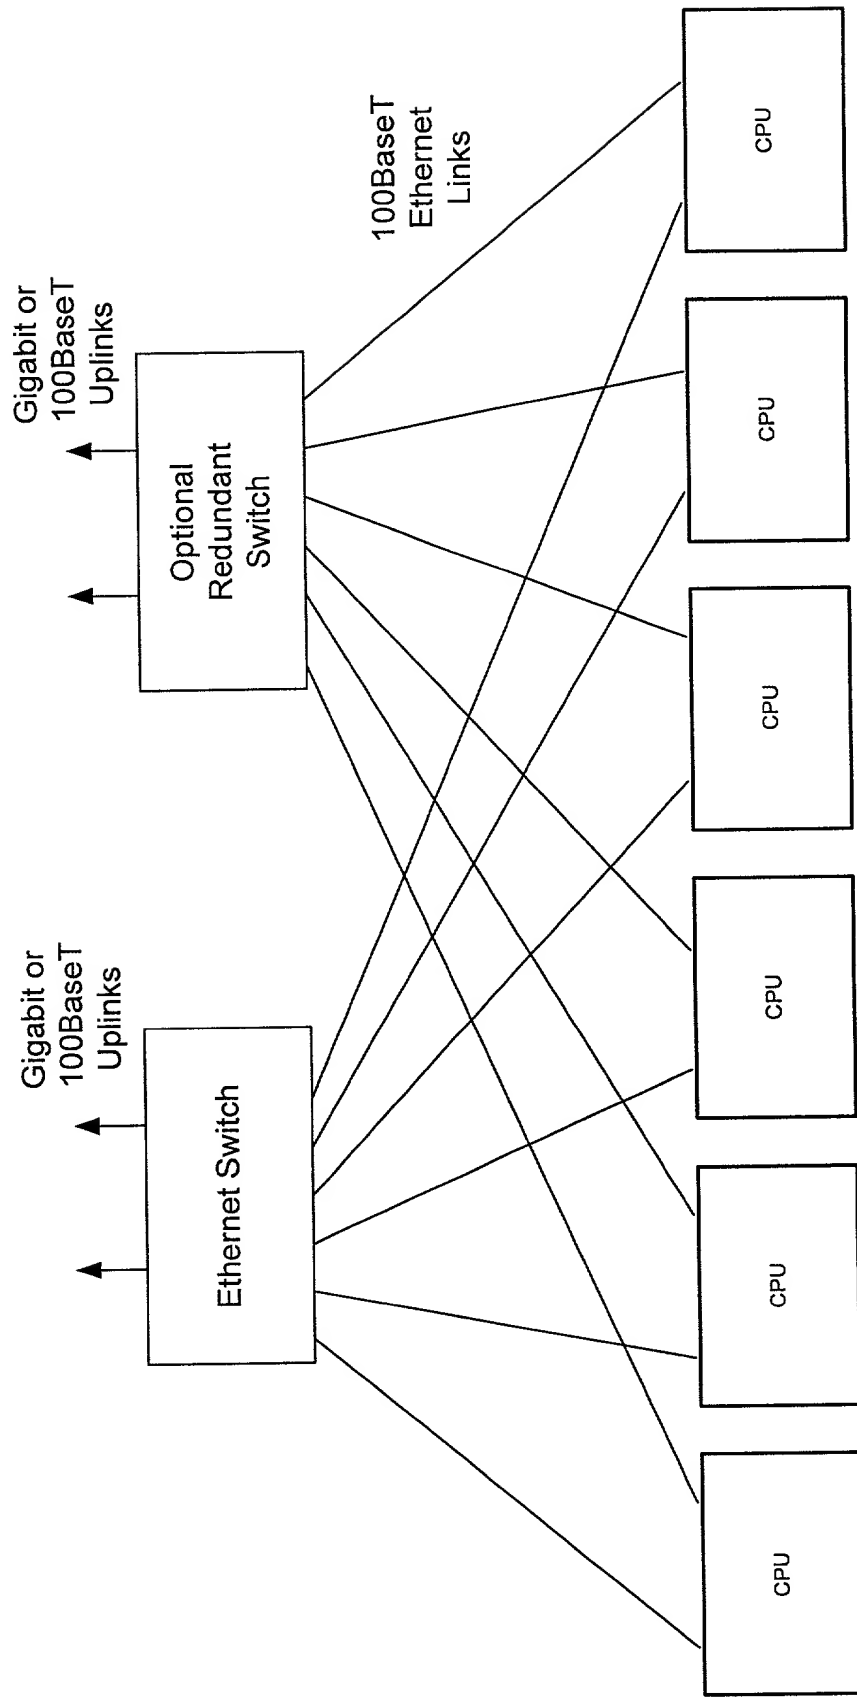 Gigabit or
100BaseT
Uplinks
Gigabit or
100BaseT
Uplinks
Ethernet Switch
Optional
Redundant
Switch
100BaseT
Ethernet
Links
CPU
CPU
CPU
CPU
CPU
CPU